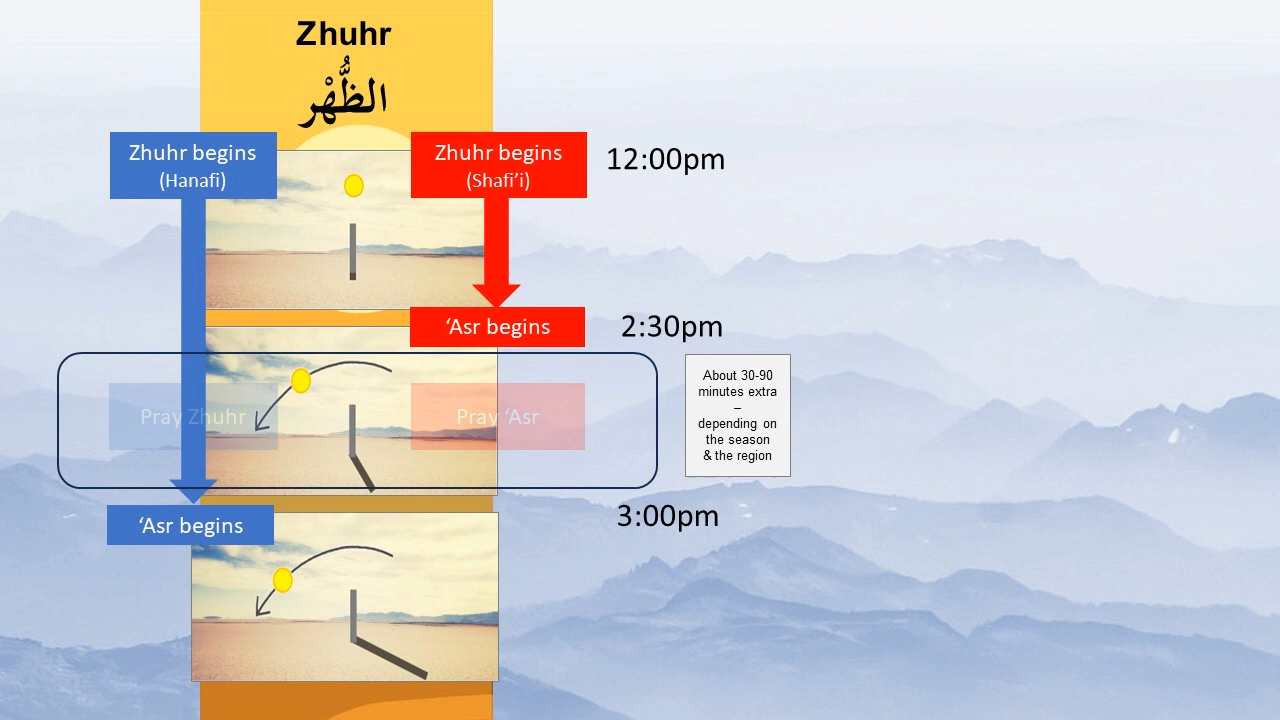 Zhuhr
الظُّهْر
Zhuhr begins
(Hanafi)
Zhuhr begins
(Shafi’i)
12:00pm
‘Asr begins
2:30pm
Pray Zhuhr
Pray ‘Asr
About 30-90
minutes extra
–
depending on
the season
& the region
‘Asr begins
3:00pm